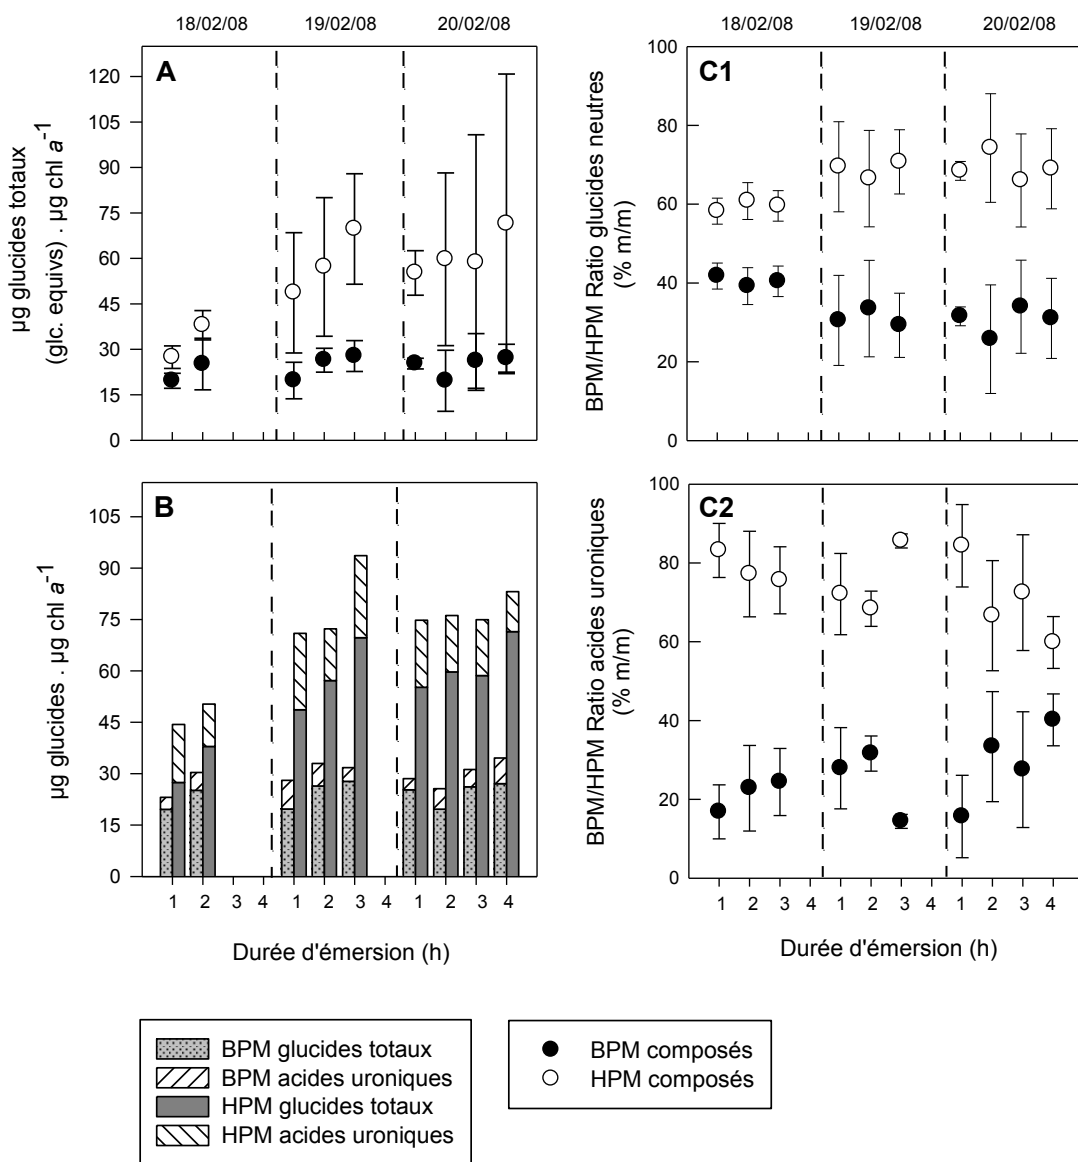 18/02/08 19/02/08 20/02/08
A
120
105
90
75
60
45
30
15
0
µg glucides totaux
(glc. equivs) . µg chl a⁻¹
18/02/08 19/02/08 20/02/08
C1
100
80
60
40
20
0
BPM/HPM Ratio glucides neutres
(% m/m)
B
105
90
75
60
45
30
15
0
µg glucides . µg chl a⁻¹
1 2 3 4 1 2 3 4 1 2 3 4
Durée d'émersion (h)
C2
100
80
60
40
20
0
BPM/HPM Ratio acides uroniques
(% m/m)
1 2 3 4 1 2 3 4 1 2 3 4
Durée d'émersion (h)
BPM glucides totaux
BPM acides uroniques
HPM glucides totaux
HPM acides uroniques
BPM composés
HPM composés